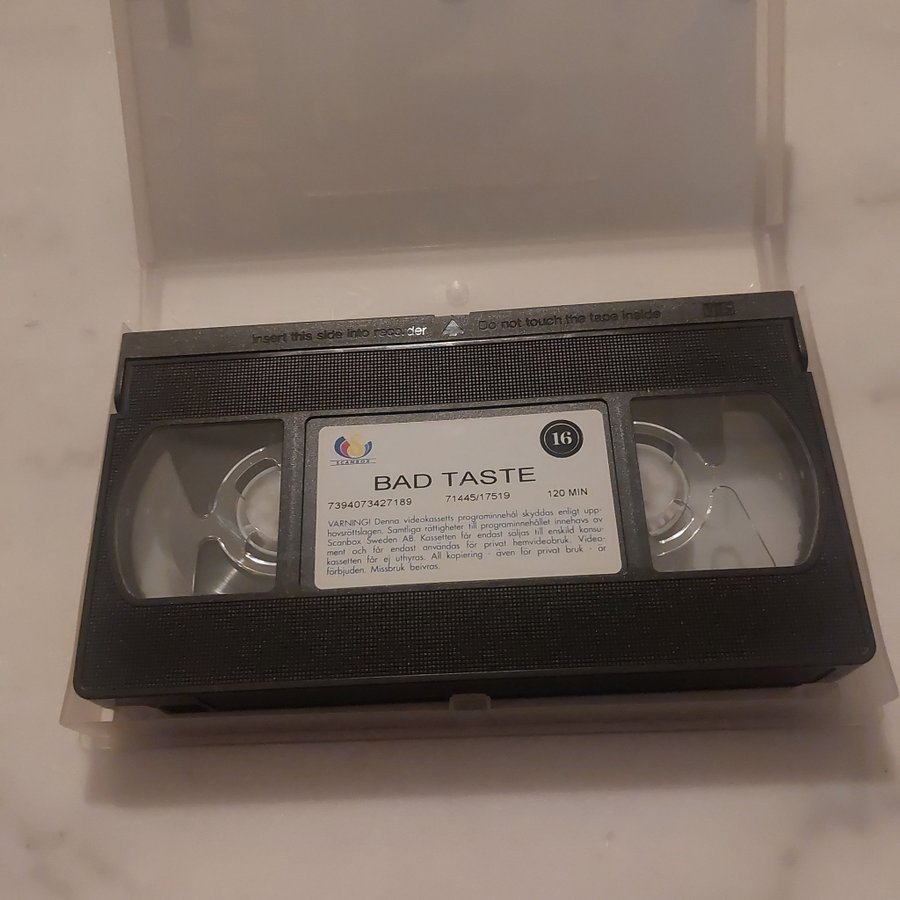 Insert this side into recorder Do not touch the tape inside VHS
SCANBOX
16
BAD TASTE
7394073427189 71445/17519 120 MIN
VARNING! Denna videokassetts programinnehål skyddas enligt upp-
hovsrättslagen. Samtliga rättigheter till programinnehållet innehavs av
Scanbox Sweden AB. Kassetten får endast säljas till enskild konsu-
ment och får endast användas för privat hemvideobruk. Video-
kassetten får ej uthyras. All kopiering - även för privat bruk - är
förbjuden. Missbruk beivras.